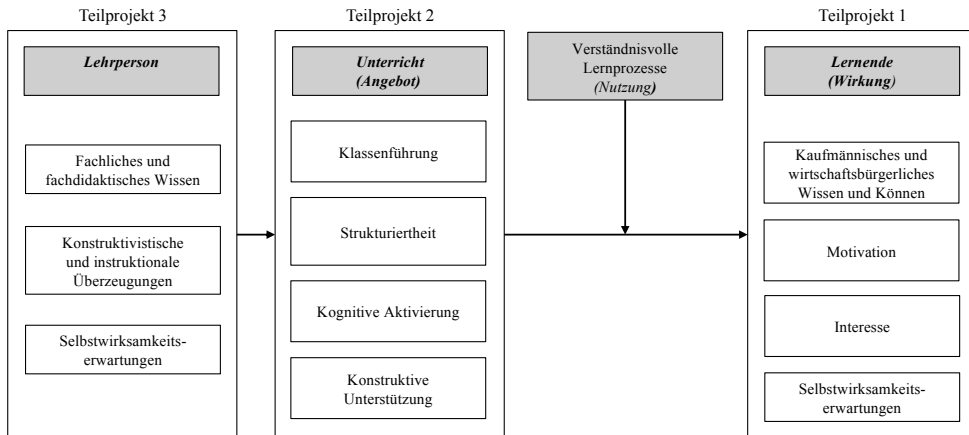 Teilprojekt 3
Lehrperson
Fachliches und
fachdidaktisches Wissen
Konstruktivistische
und instruktionale
Überzeugungen
Selbstwirksamkeits-
erwartungen
Teilprojekt 2
Unterricht
(Angebot)
Klassenführung
Strukturiertheit
Kognitive Aktivierung
Konstruktive
Unterstützung
Verständnisvolle
Lernprozesse
(Nutzung)
Teilprojekt 1
Lernende
(Wirkung)
Kaufmännisches und
wirtschaftsbürgerliches
Wissen und Können
Motivation
Interesse
Selbstwirksamkeits-
erwartungen